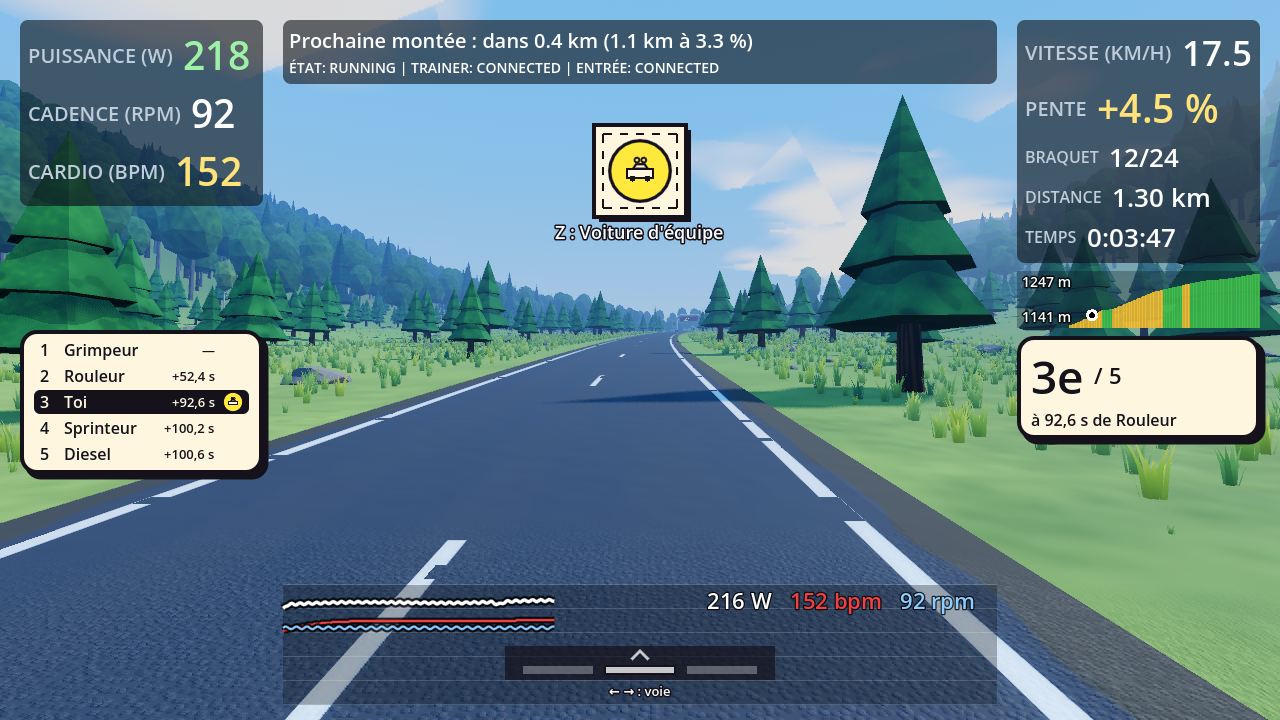 PUISSANCE (W) 218
CADENCE (RPM) 92
CARDIO (BPM) 152
Prochaine montée : dans 0.4 km (1.1 km à 3.3 %)
ÉTAT: RUNNING | TRAINER: CONNECTED | ENTRÉE: CONNECTED
VITESSE (KM/H) 17.5
PENTE +4.5 %
BRAQUET 12/24
DISTANCE 1.30 km
TEMPS 0:03:47
1247 m
1141 m
Z : Voiture d'équipe
1 Grimpeur —
2 Rouleur +52,4 s
3 Toi +92,6 s
4 Sprinteur +100,2 s
5 Diesel +100,6 s
3e / 5
à 92,6 s de Rouleur
216 W 152 bpm 92 rpm
← → : voie